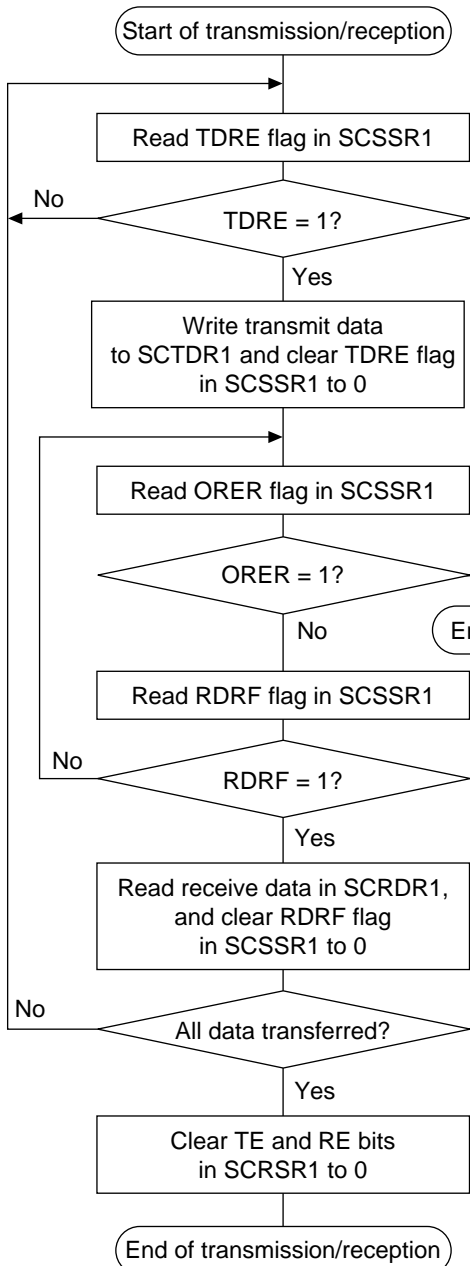 Start of transmission/reception
Read TDRE flag in SCSSR1
No
TDRE = 1?
Yes
Write transmit data
to SCTDR1 and clear TDRE flag
in SCSSR1 to 0
Read ORER flag in SCSSR1
ORER = 1?
No
Read RDRF flag in SCSSR1
No
RDRF = 1?
Yes
Read receive data in SCRDR1,
and clear RDRF flag
in SCSSR1 to 0
No
All data transferred?
Yes
Clear TE and RE bits
in SCRSR1 to 0
End of transmission/reception